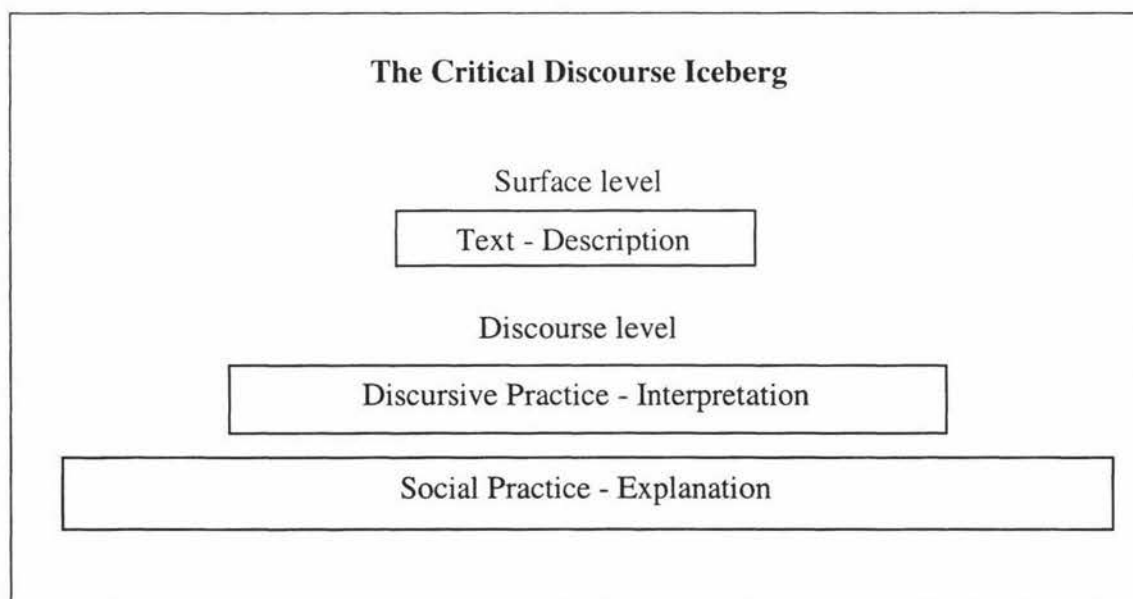 The Critical Discourse Iceberg
Surface level
Text - Description
Discourse level
Discursive Practice - Interpretation
Social Practice - Explanation